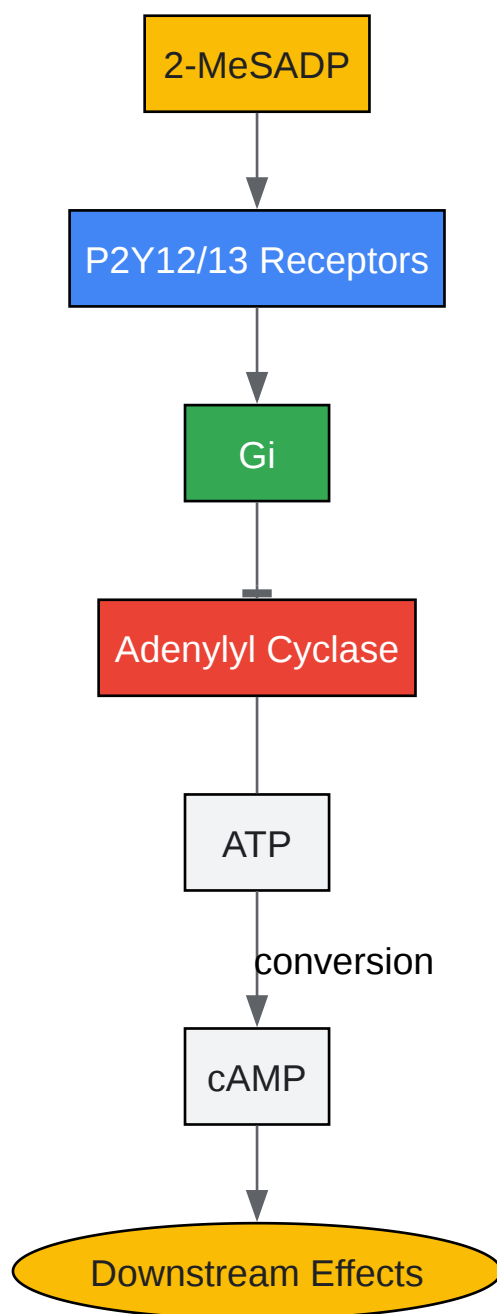 2-MeSADP
P2Y12/13 Receptors
Gi
Adenylyl Cyclase
ATP
conversion
cAMP
Downstream Effects